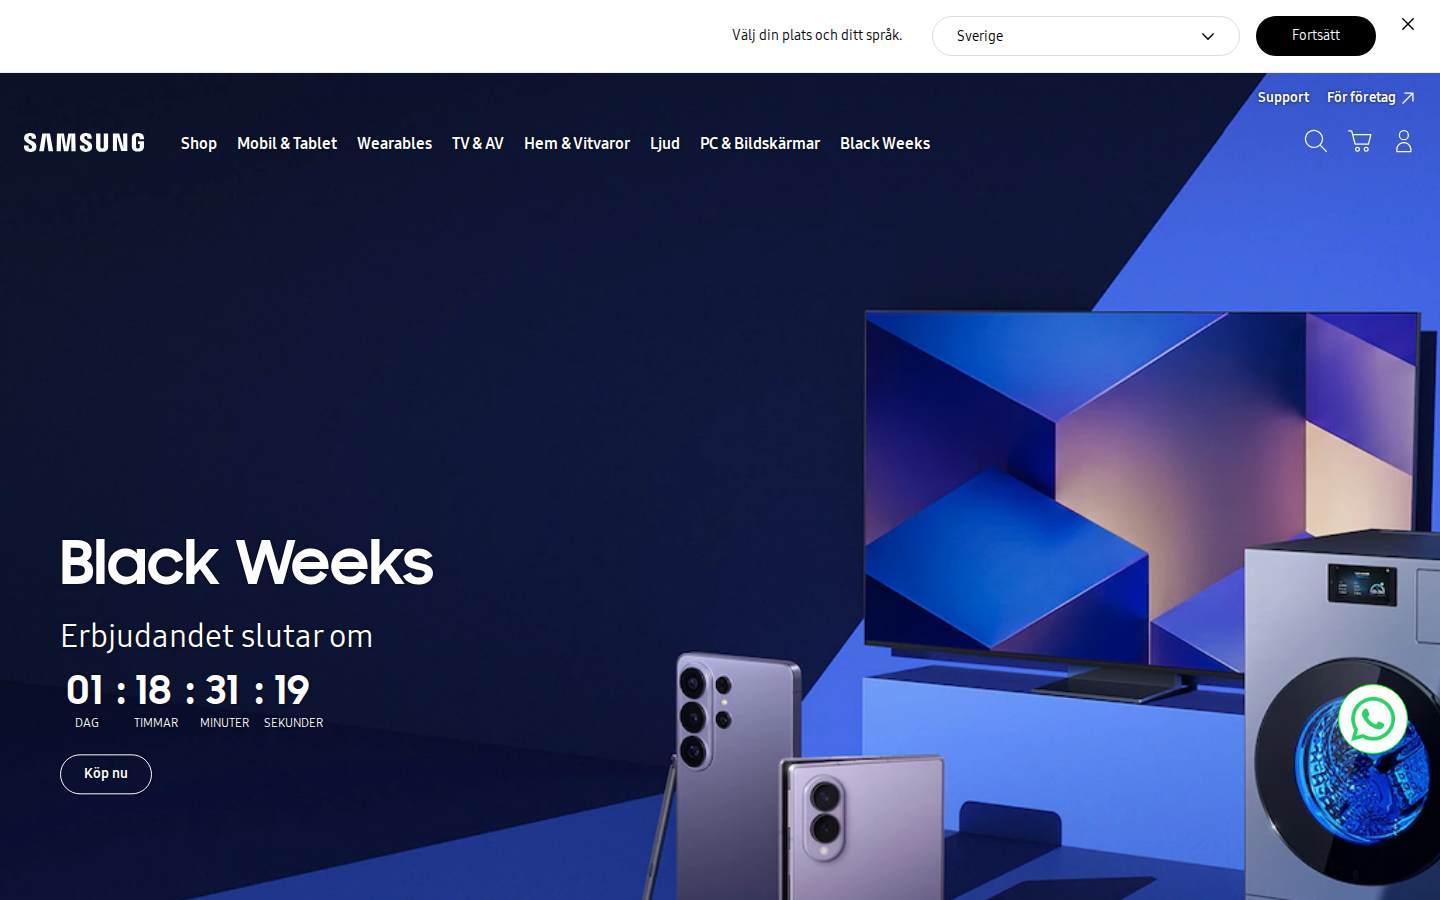 Välj din plats och ditt språk.
Sverige
Fortsätt
Support
För företag
SAMSUNG
Shop
Mobil & Tablet
Wearables
TV & AV
Hem & Vitvaror
Ljud
PC & Bildskärmar
Black Weeks
Black Weeks
Erbjudandet slutar om
01 : 18 : 31 : 19
DAG TIMMAR MINUTER SEKUNDER
Köp nu